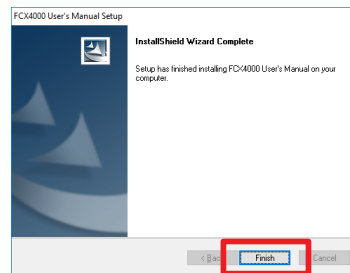 FCX4000 User's Manual Setup
InstallShield Wizard Complete
Setup has finished installing FCX4000 User's Manual on your
computer.
Finish
Cancel